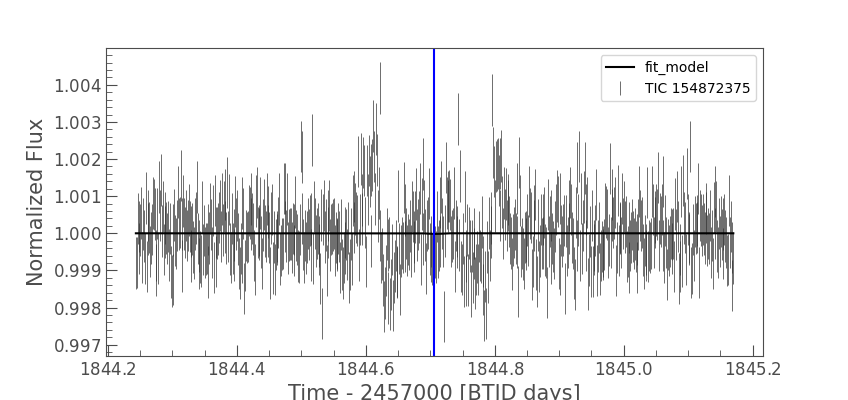 1.004
1.003
1.002
1.001
1.000
0.999
0.998
0.997
Normalized Flux
fit_model
TIC 154872375
1844.2 1844.4 1844.6 1844.8 1845.0 1845.2
Time - 2457000 [BTJD days]